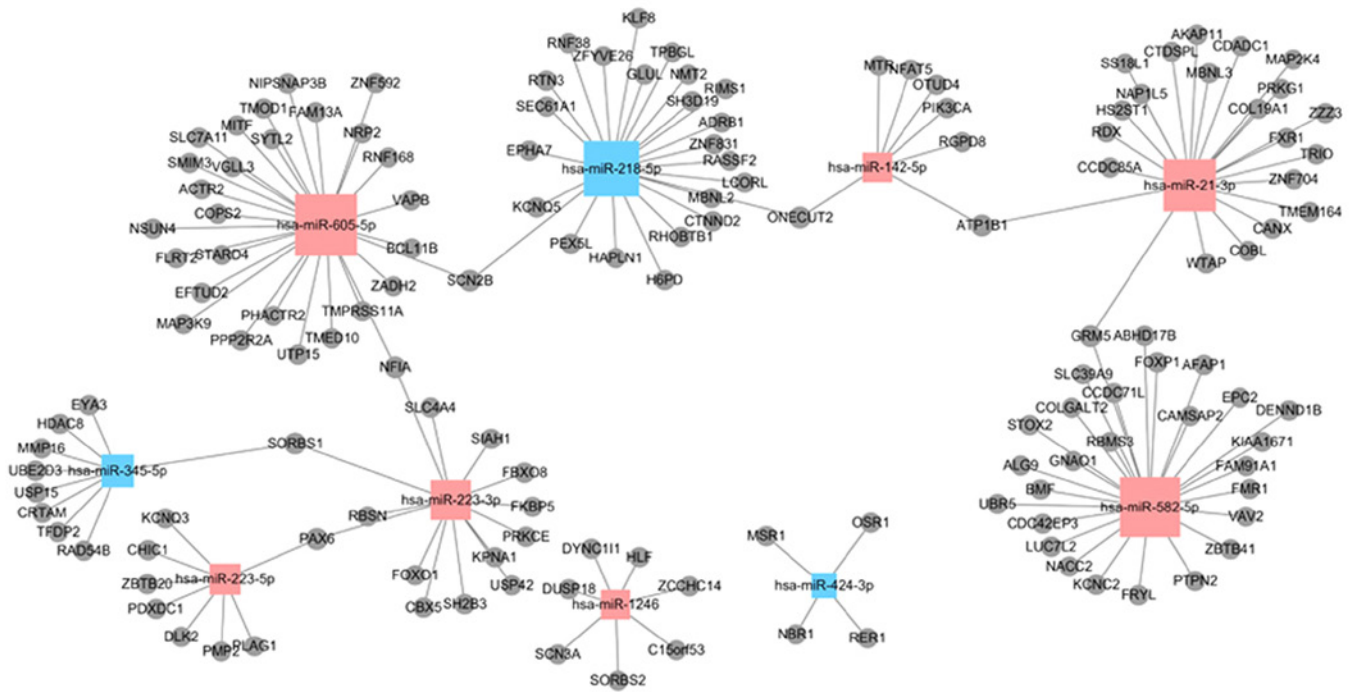 KLF8
RNF38
ZFYVE26
TPBGL
GLUL
NMT2
RTN3
RIMS1
SH3D19
SEC61A1
ADRB1
ZNF831
EPHA7
RASSF2
hsa-miR-218-5p
LCORL
MBNL2
KCNQ5
CTNND2
RHOBTB1
PEX5L
HAPLN1
H6PD
NIPSNAP3B
ZNF592
TMOD1
FAM13A
MITF
SYTL2
NRP2
SLC7A11
RNF168
SMIM3
VGLL3
ACTR2
VAPB
COPS2
NSUN4
hsa-miR-605-5p
BCL11B
FLRT2
STARD4
SCN2B
EFTUD2
ZADH2
PHACTR2
TMPRSS11A
MAP3K9
PPP2R2A
TMED10
UTP15
NFIA
MTR
NFAT5
OTUD4
PIK3CA
RGPD8
hsa-miR-142-5p
ONECUT2
ATP1B1
AKAP11
CTDSPL
CDADC1
SS18L1
MBNL3
MAP2K4
NAP1L5
PRKG1
HS2ST1
COL19A1
ZZZ3
RDX
FXR1
TRIO
CCDC85A
hsa-miR-21-3p
ZNF704
TMEM164
CANX
COBL
WTAP
GRM5
ABHD17B
FOXP1
AFAP1
SLC39A9
CCDC71L
EPC2
COLGALT2
CAMSAP2
DENND1B
STOX2
RBMS3
KIAA1671
GNAQ1
ALG9
FAM91A1
BMF
FMR1
UBR5
hsa-miR-582-5p
VAV2
CDC42EP3
LUC7L2
ZBTB41
NACC2
KCNC2
PTPN2
FRYL
EYA3
HDAC8
MMP16
UBE2D3
hsa-miR-345-5p
USP15
CRTAM
TFDP2
RAD54B
SORBS1
SLC4A4
SIAH1
FBXO8
hsa-miR-223-3p
FKBP5
RBSN
PRKCE
PAX6
KPNA1
USP42
FOXO1
CBX5
SH2B3
KCNQ3
CHIC1
ZBTB20
hsa-miR-223-5p
PDXDC1
DLK2
PMP2
PLAG1
DYNC1I1
HLF
DUSP18
ZCCHC14
hsa-miR-1246
SCN3A
C15orf53
SORBS2
MSR1
OSR1
hsa-miR-424-3p
NBR1
RER1